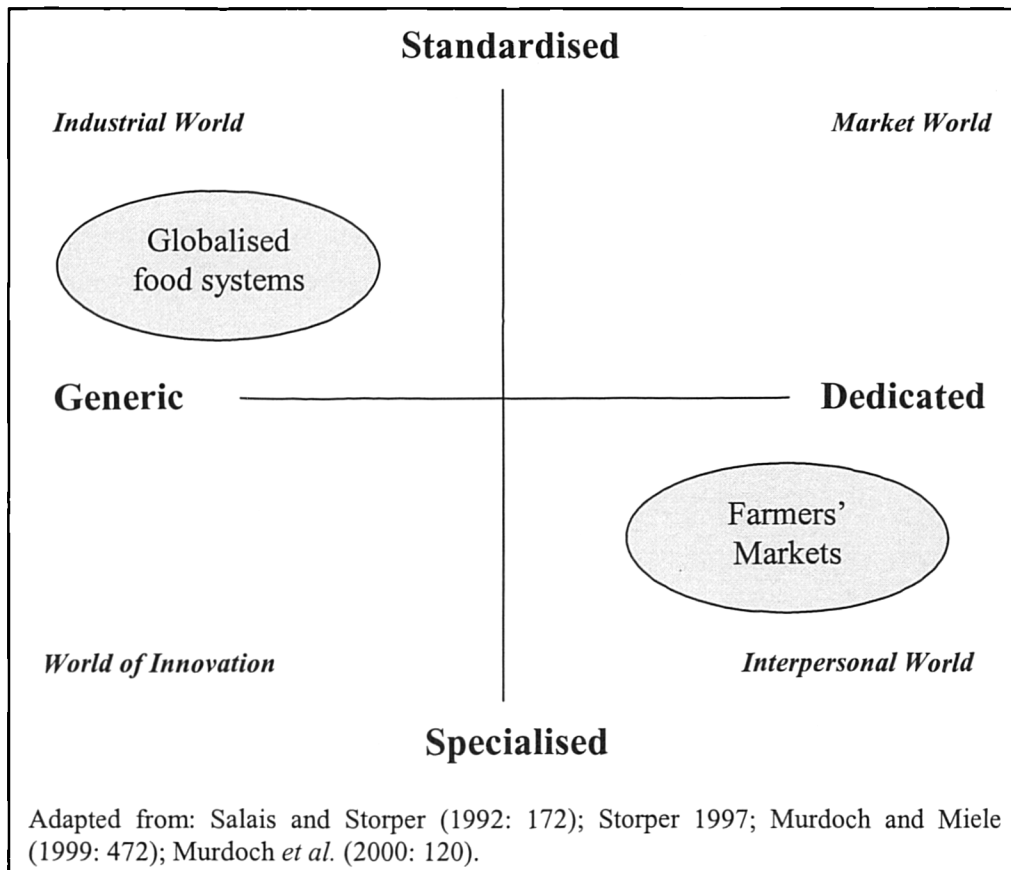 Standardised
Industrial World
Market World
Globalised
food systems
Generic
Dedicated
Farmers’
Markets
World of Innovation
Interpersonal World
Specialised
Adapted from: Salais and Storper (1992: 172); Storper 1997; Murdoch and Miele
(1999: 472); Murdoch et al. (2000: 120).